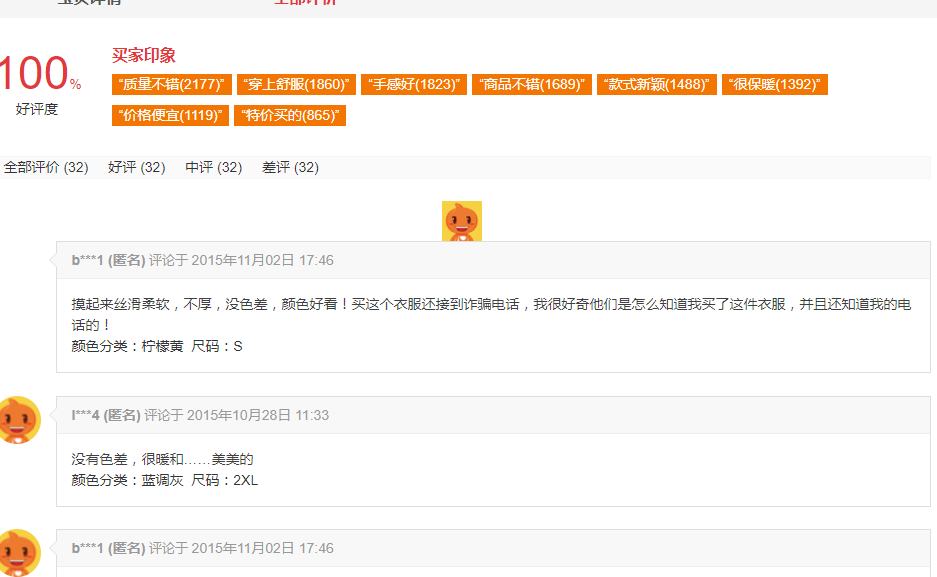 宝贝详情 全部评价
100%
好评度
买家印象
“质量不错(2177)” “穿上舒服(1860)” “手感好(1823)” “商品不错(1689)” “款式新颖(1488)” “很保暖(1392)”
“价格便宜(1119)” “特价买的(865)”
全部评价 (32) 好评 (32) 中评 (32) 差评 (32)
b***1 (匿名) 评论于 2015年11月02日 17:46
摸起来丝滑柔软，不厚，没色差，颜色好看！买这个衣服还接到诈骗电话，我很好奇他们是怎么知道我买了这件衣服，并且还知道我的电
话的！
颜色分类：柠檬黄 尺码：S
l***4 (匿名) 评论于 2015年10月28日 11:33
没有色差，很暖和……美美的
颜色分类：蓝调灰 尺码：2XL
b***1 (匿名) 评论于 2015年11月02日 17:46